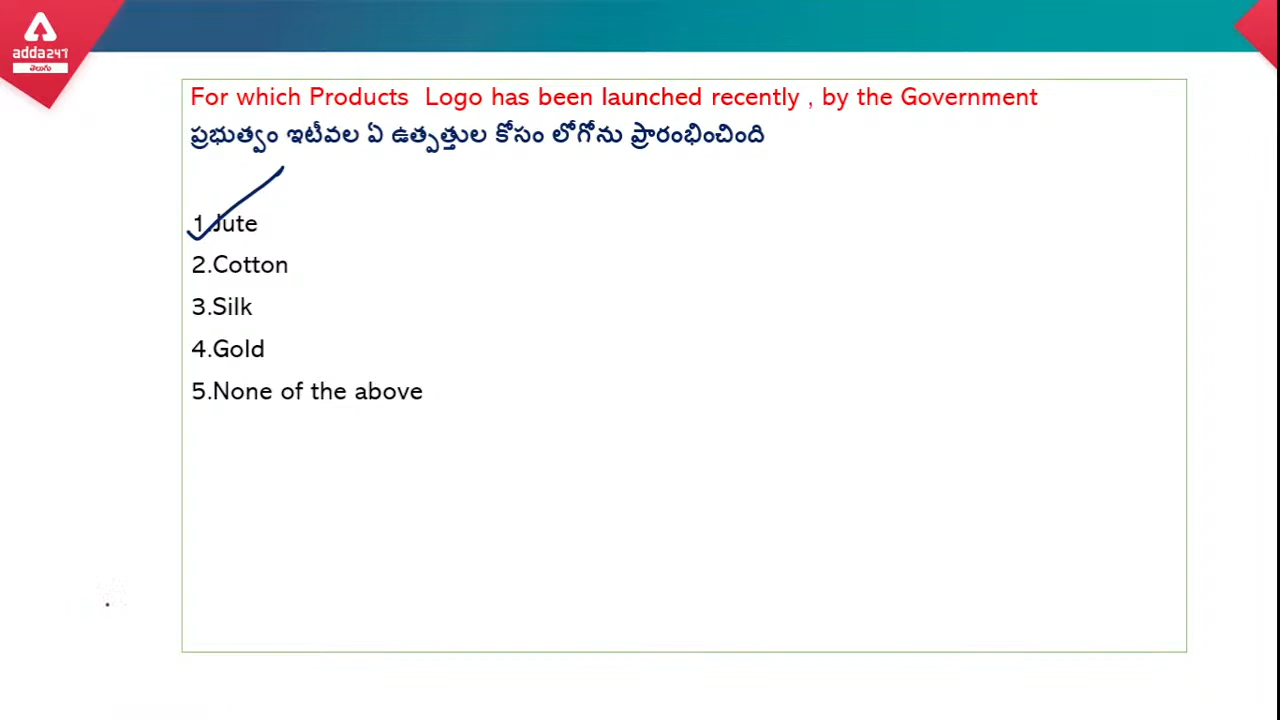 adda247
తెలుగు
For which Products Logo has been launched recently , by the Government
ప్రభుత్వం ఇటీవల ఏ ఉత్పత్తుల కోసం లోగోను ప్రారంభించింది
1.Jute
2.Cotton
3.Silk
4.Gold
5.None of the above